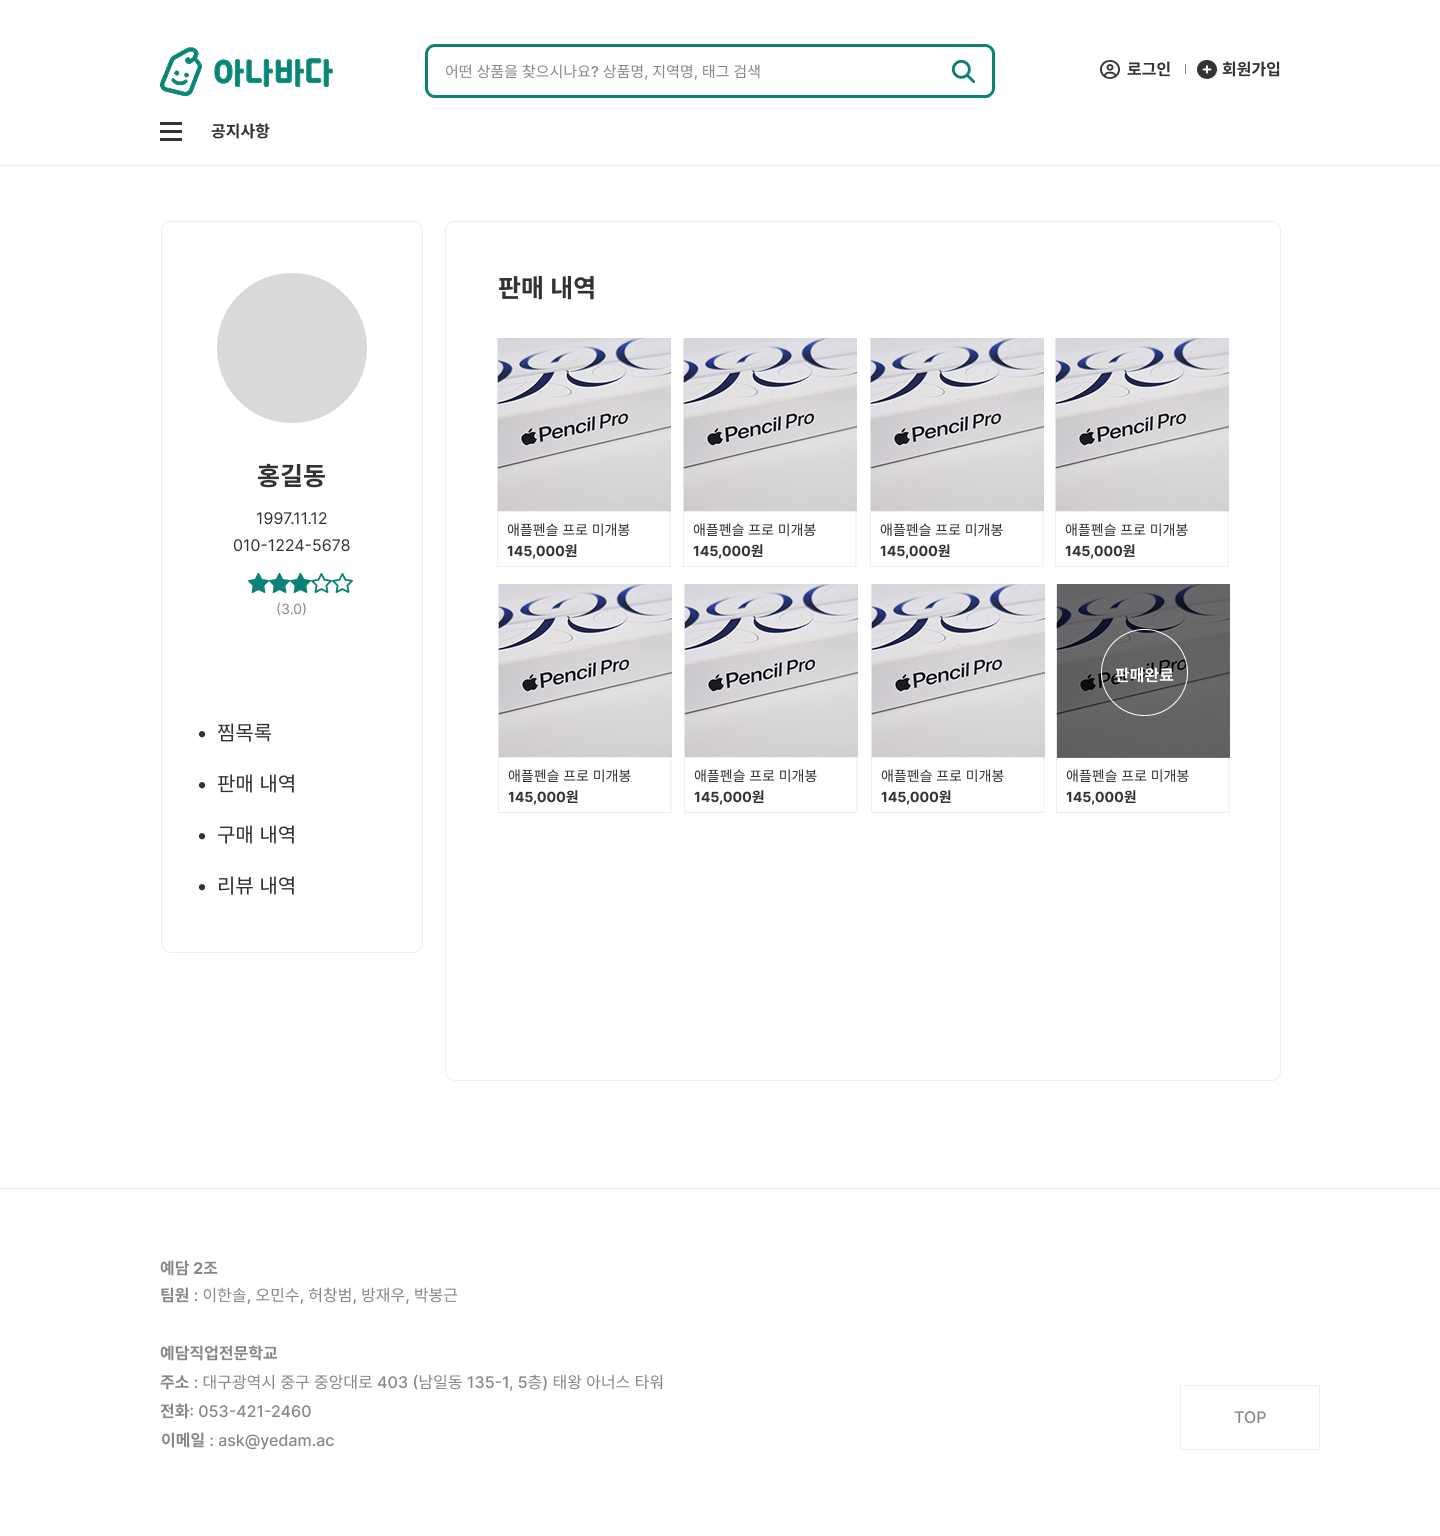 아나바다
어떤 상품을 찾으시나요? 상품명, 지역명, 태그 검색
로그인
회원가입
공지사항
홍길동
1997.11.12
010-1224-5678
(3.0)
• 찜목록
• 판매 내역
• 구매 내역
• 리뷰 내역
판매 내역
Pencil Pro
Pencil Pro
Pencil Pro
Pencil Pro
애플펜슬 프로 미개봉
145,000원
애플펜슬 프로 미개봉
145,000원
애플펜슬 프로 미개봉
145,000원
애플펜슬 프로 미개봉
145,000원
Pencil Pro
Pencil Pro
Pencil Pro
Pencil Pro
판매완료
애플펜슬 프로 미개봉
145,000원
애플펜슬 프로 미개봉
145,000원
애플펜슬 프로 미개봉
145,000원
애플펜슬 프로 미개봉
145,000원
예담 2조
팀원 : 이한솔, 오민수, 허창범, 방재우, 박봉근
예담직업전문학교
주소 : 대구광역시 중구 중앙대로 403 (남일동 135-1, 5층) 태왕 아너스 타워
전화: 053-421-2460
이메일 : ask@yedam.ac
TOP